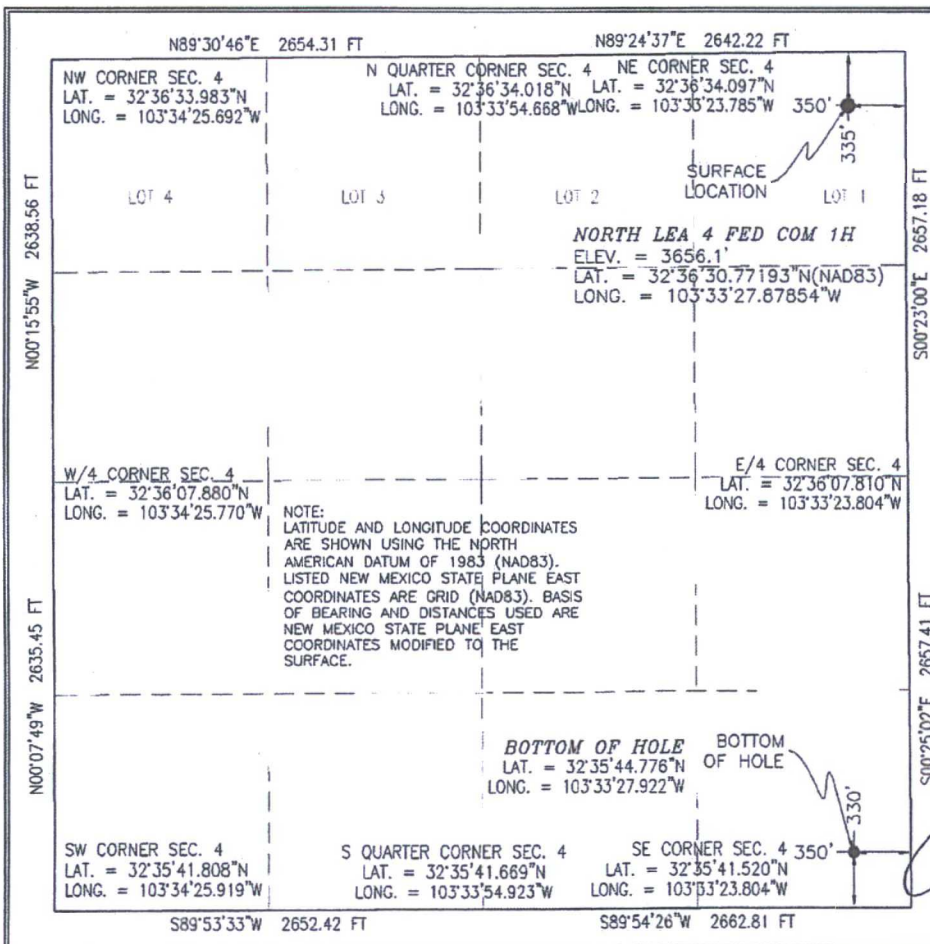 N89°30'46"E 2654.31 FT
N89°24'37"E 2642.22 FT
NW CORNER SEC. 4
LAT. = 32°36'33.983"N
LONG. = 103°34'25.692"W
N QUARTER CORNER SEC. 4
LAT. = 32°36'34.018"N
LONG. = 103°33'54.668"W
NE CORNER SEC. 4
LAT. = 32°36'34.097"N
LONG. = 103°33'23.785"W
350'
335'
SURFACE
LOCATION
LOT 4
LOT 3
LOT 2
LOT 1
NORTH LEA 4 FED COM 1H
ELEV. = 3656.1'
LAT. = 32°36'30.77193"N(NAD83)
LONG. = 103°33'27.87854"W
N00°15'55"W 2638.56 FT
S00°23'00"E 2657.18 FT
W/4 CORNER SEC. 4
LAT. = 32°36'07.880"N
LONG. = 103°34'25.770"W
E/4 CORNER SEC. 4
LAT. = 32°36'07.810"N
LONG. = 103°33'23.804"W
NOTE:
LATITUDE AND LONGITUDE COORDINATES
ARE SHOWN USING THE NORTH
AMERICAN DATUM OF 1983 (NAD83).
LISTED NEW MEXICO STATE PLANE EAST
COORDINATES ARE GRID (NAD83). BASIS
OF BEARING AND DISTANCES USED ARE
NEW MEXICO STATE PLANE EAST
COORDINATES MODIFIED TO THE
SURFACE.
N00°07'49"W 2635.45 FT
S00°25'02"E 2657.41 FT
BOTTOM OF HOLE
LAT. = 32°35'44.776"N
LONG. = 103°33'27.922"W
BOTTOM
OF HOLE
330'
350'
SW CORNER SEC. 4
LAT. = 32°35'41.808"N
LONG. = 103°34'25.919"W
S QUARTER CORNER SEC. 4
LAT. = 32°35'41.669"N
LONG. = 103°33'54.923"W
SE CORNER SEC. 4
LAT. = 32°35'41.520"N
LONG. = 103°33'23.804"W
S89°53'33"W 2652.42 FT
S89°54'26"W 2662.81 FT